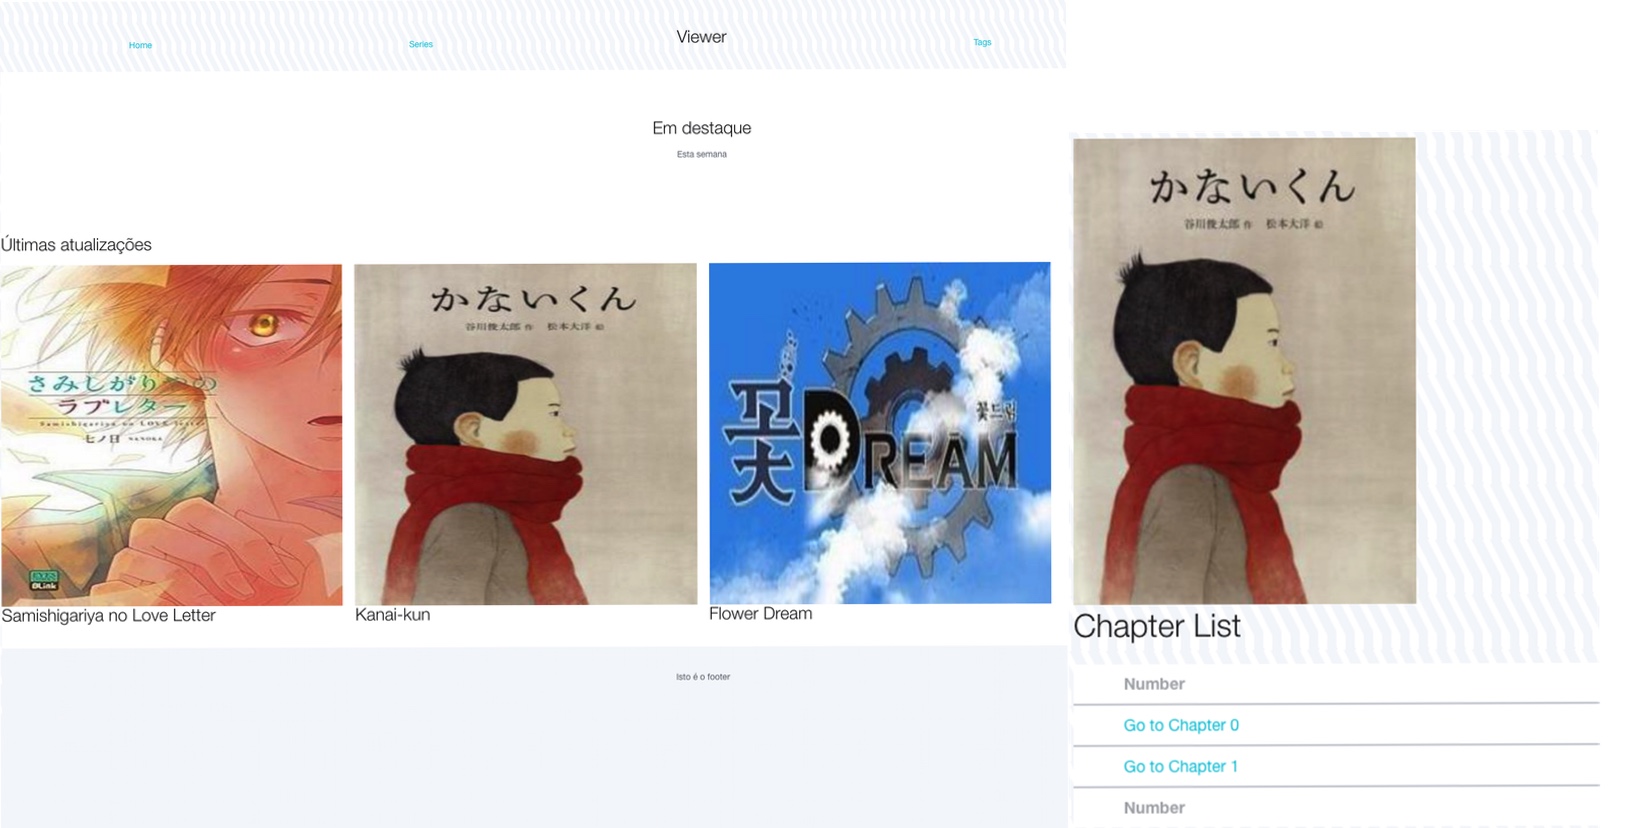 Home
Series
Viewer
Tags
Em destaque
Esta semana
Últimas atualizações
さみしがりやの
ラブレター
Samishigariya no LOVE letter
七ノ日 NANOKA
Link
Samishigariya no Love Letter
かないくん
谷川俊太郎 作 松本大洋 絵
Kanai-kun
꽃
DREAM
꽃드림
Flower Dream
Isto é o footer
かないくん
谷川俊太郎 作 松本大洋 絵
Chapter List
Number
Go to Chapter 0
Go to Chapter 1
Number